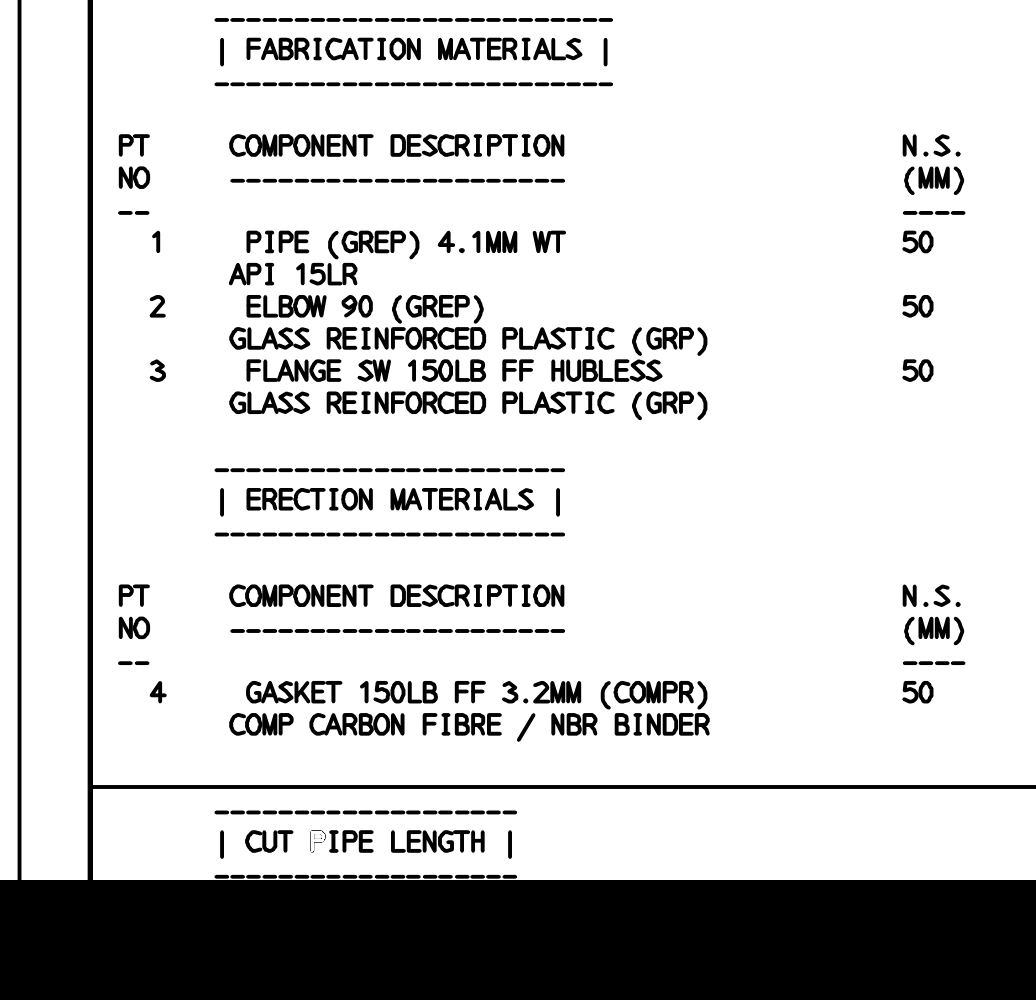 --------------------------
| FABRICATION MATERIALS |
--------------------------
PT COMPONENT DESCRIPTION N.S.
NO --------------------- (MM)
-- ----
1 PIPE (GREP) 4.1MM WT 50
API 15LR
2 ELBOW 90 (GREP) 50
GLASS REINFORCED PLASTIC (GRP)
3 FLANGE SW 150LB FF HUBLESS 50
GLASS REINFORCED PLASTIC (GRP)
----------------------
| ERECTION MATERIALS |
----------------------
PT COMPONENT DESCRIPTION N.S.
NO --------------------- (MM)
-- ----
4 GASKET 150LB FF 3.2MM (COMPR) 50
COMP CARBON FIBRE / NBR BINDER
-------------------
| CUT PIPE LENGTH |
-------------------